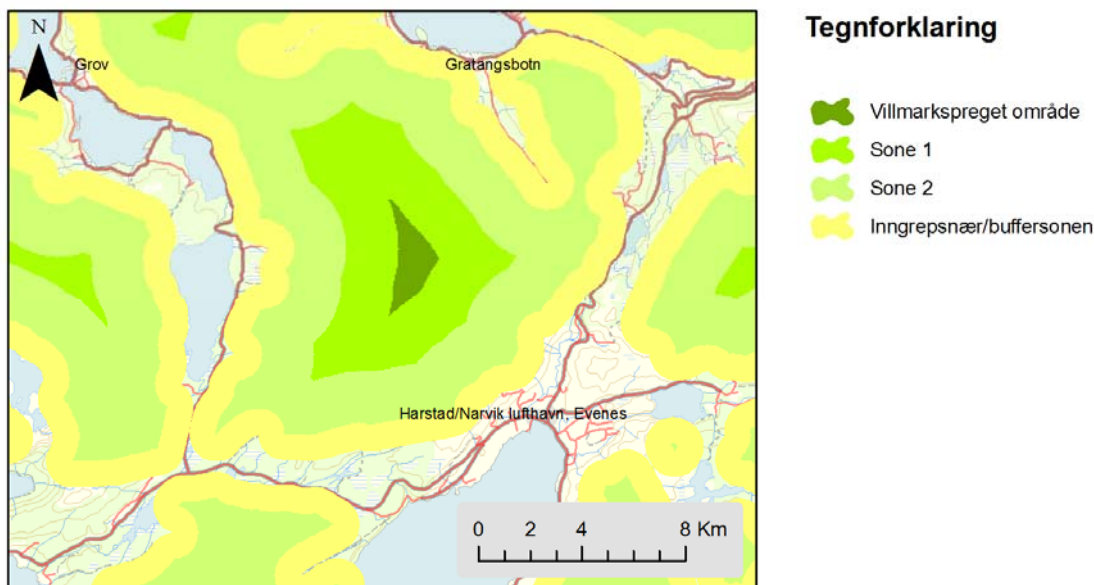 N
Grov
Gratangsbotn
Harstad/Narvik lufthavn, Evenes
0 2 4 8 Km
Tegnforklaring
Villmarkspreget område
Sone 1
Sone 2
Inngrepsnær/buffersonen